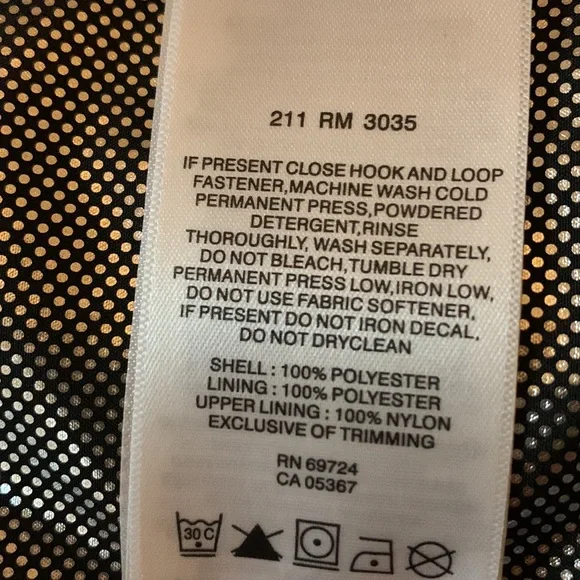 211 RM 3035
IF PRESENT CLOSE HOOK AND LOOP
FASTENER,MACHINE WASH COLD
PERMANENT PRESS,POWDERED
DETERGENT,RINSE
THOROUGHLY, WASH SEPARATELY,
DO NOT BLEACH,TUMBLE DRY
PERMANENT PRESS LOW,IRON LOW,
DO NOT USE FABRIC SOFTENER,
IF PRESENT DO NOT IRON DECAL,
DO NOT DRYCLEAN
SHELL : 100% POLYESTER
LINING : 100% POLYESTER
UPPER LINING : 100% NYLON
EXCLUSIVE OF TRIMMING
RN 69724
CA 05367
30 C